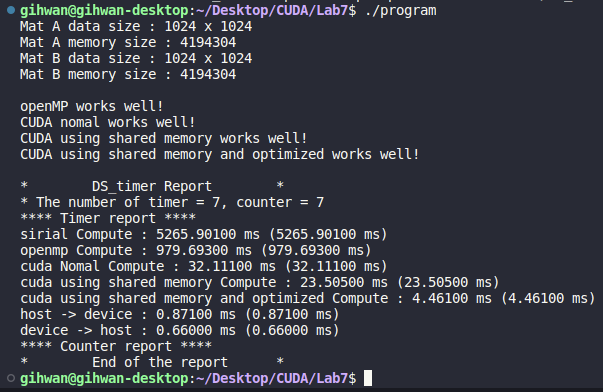 gihwan@gihwan-desktop:~/Desktop/CUDA/Lab7$ ./program
Mat A data size : 1024 x 1024
Mat A memory size : 4194304
Mat B data size : 1024 x 1024
Mat B memory size : 4194304
openMP works well!
CUDA nomal works well!
CUDA using shared memory works well!
CUDA using shared memory and optimized works well!
* DS_timer Report *
* The number of timer = 7, counter = 7
**** Timer report ****
sirial Compute : 5265.90100 ms (5265.90100 ms)
openmp Compute : 979.69300 ms (979.69300 ms)
cuda Nomal Compute : 32.11100 ms (32.11100 ms)
cuda using shared memory Compute : 23.50500 ms (23.50500 ms)
cuda using shared memory and optimized Compute : 4.46100 ms (4.46100 ms)
host -> device : 0.87100 ms (0.87100 ms)
device -> host : 0.66000 ms (0.66000 ms)
**** Counter report ****
* End of the report *
gihwan@gihwan-desktop:~/Desktop/CUDA/Lab7$